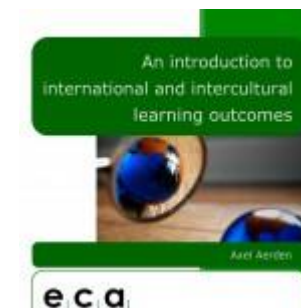 An introduction to
international and intercultural
learning outcomes
Axel Aerden
eca